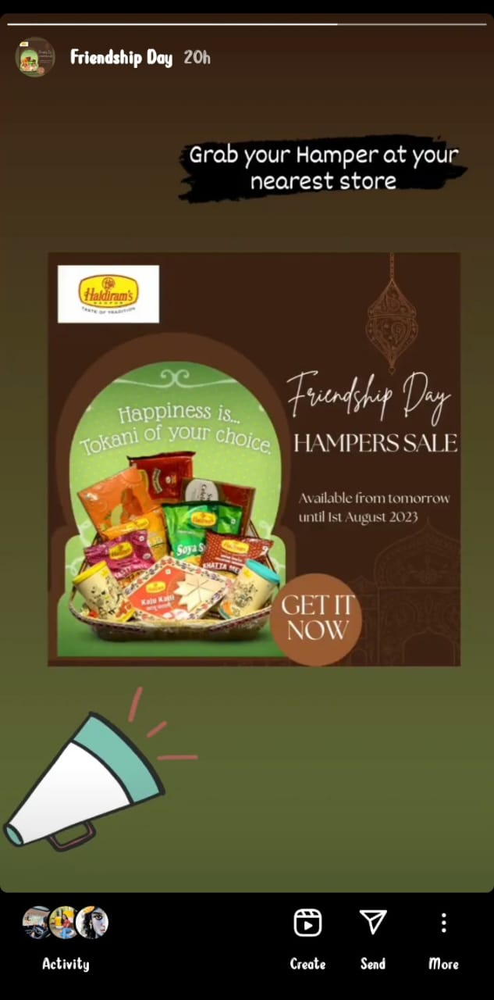 Friendship Day 20h
Grab your Hamper at your
nearest store
Haldiram's
NAGPUR
TASTE OF TRADITION
Friendship Day
HAMPERS SALE
Happiness is...
Tokani of your choice.
Available from tomorrow
until 1st August 2023
Soya S
KHATTA ME
Kaju Katli
GET IT
NOW
Activity Create Send More